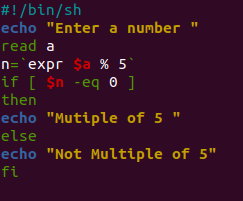 #!/bin/sh
echo "Enter a number "
read a
n=`expr $a % 5`
if [ $n -eq 0 ]
then
echo "Mutiple of 5 "
else
echo "Not Multiple of 5"
fi